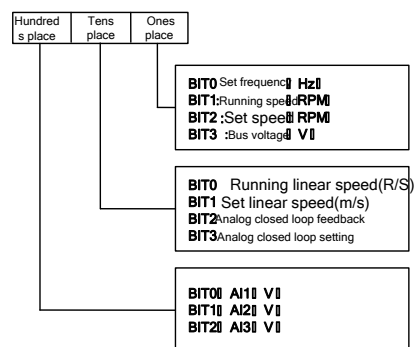 Hundred
s place
Tens
place
Ones
place
BIT0 Set frequency Hz
BIT1:Running speed RPM
BIT2 :Set speed RPM
BIT3 :Bus voltage V
BIT0 Running linear speed(R/S)
BIT1 Set linear speed(m/s)
BIT2Analog closed loop feedback
BIT3Analog closed loop setting
BIT0 AI1 V
BIT1 AI2 V
BIT2 AI3 V